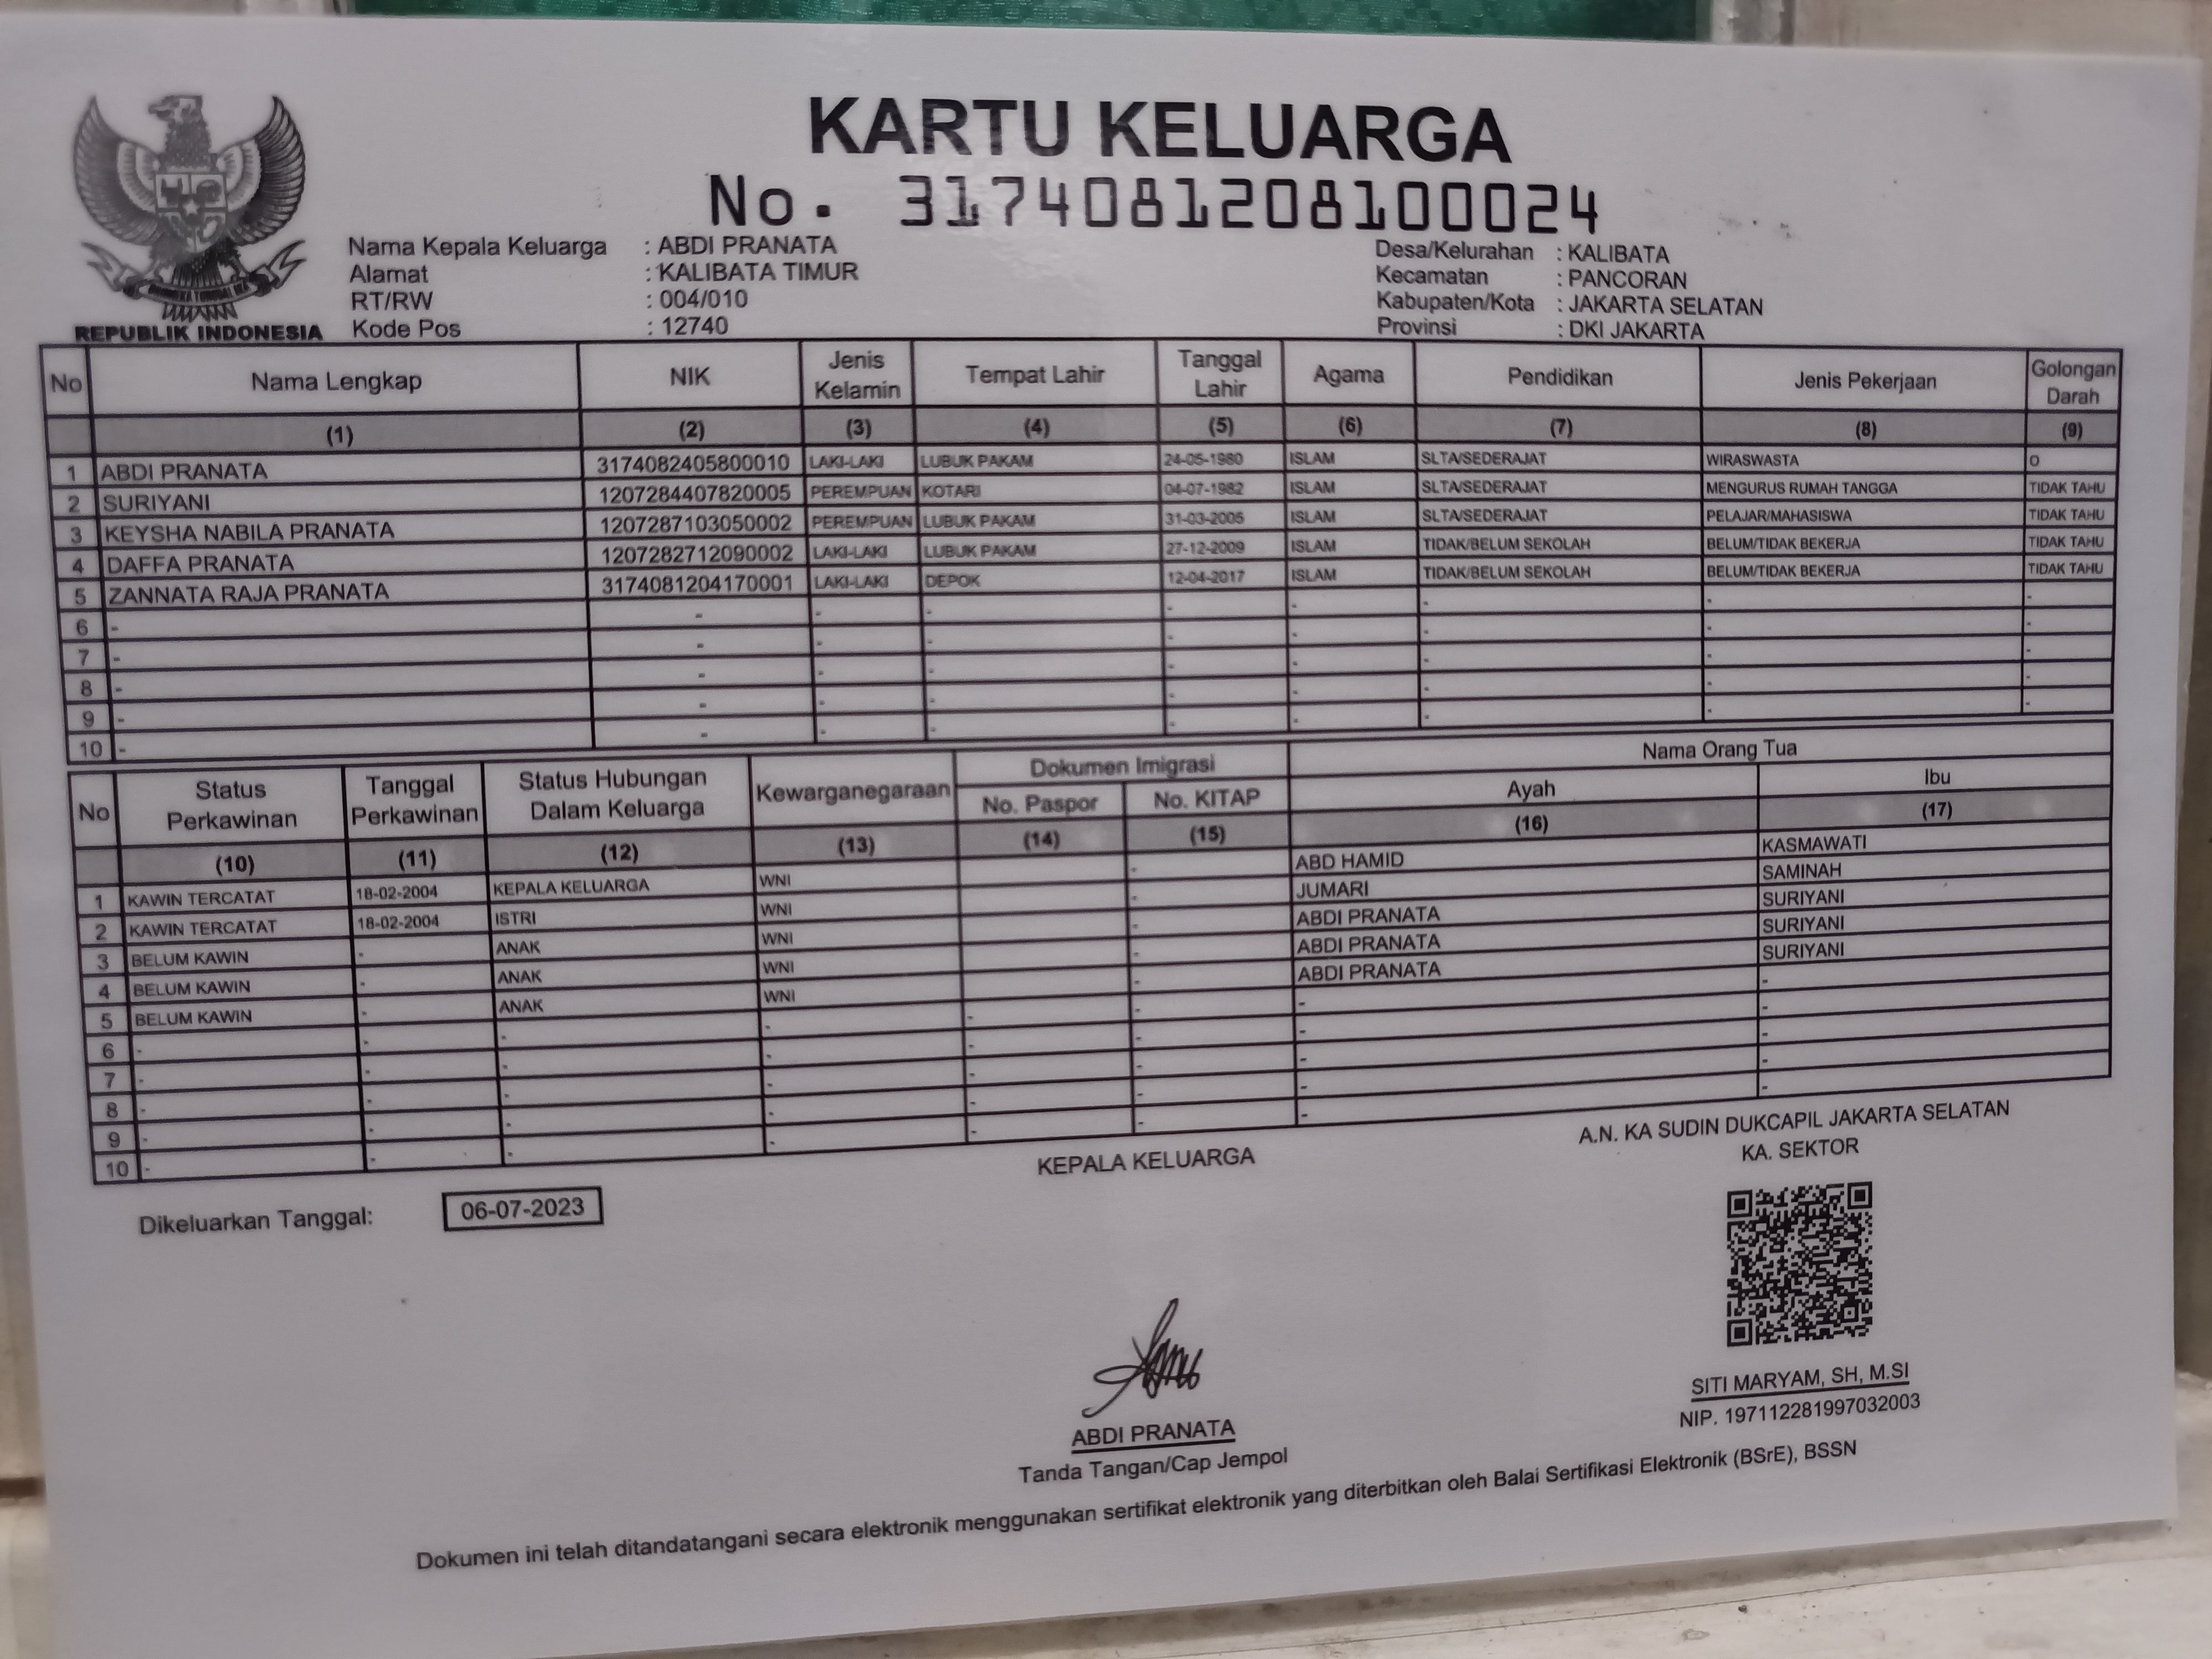 KARTU KELUARGA
No. 3174081208100024
REPUBLIK INDONESIA
Nama Kepala Keluarga : ABDI PRANATA
Alamat : KALIBATA TIMUR
RT/RW : 004/010
Kode Pos : 12740
Desa/Kelurahan : KALIBATA
Kecamatan : PANCORAN
Kabupaten/Kota : JAKARTA SELATAN
Provinsi : DKI JAKARTA
No Nama Lengkap NIK Jenis Kelamin Tempat Lahir Tanggal Lahir Agama Pendidikan Jenis Pekerjaan Golongan Darah
(1) (2) (3) (4) (5) (6) (7) (8) (9)
1 ABDI PRANATA 3174082405800010 LAKI-LAKI LUBUK PAKAM 24-05-1980 ISLAM SLTA/SEDERAJAT WIRASWASTA O
2 SURIYANI 1207284407820005 PEREMPUAN KOTARI 04-07-1982 ISLAM SLTA/SEDERAJAT MENGURUS RUMAH TANGGA TIDAK TAHU
3 KEYSHA NABILA PRANATA 1207287103050002 PEREMPUAN LUBUK PAKAM 31-03-2005 ISLAM SLTA/SEDERAJAT PELAJAR/MAHASISWA TIDAK TAHU
4 DAFFA PRANATA 1207282712090002 LAKI-LAKI LUBUK PAKAM 27-12-2009 ISLAM TIDAK/BELUM SEKOLAH BELUM/TIDAK BEKERJA TIDAK TAHU
5 ZANNATA RAJA PRANATA 3174081204170001 LAKI-LAKI DEPOK 12-04-2017 ISLAM TIDAK/BELUM SEKOLAH BELUM/TIDAK BEKERJA TIDAK TAHU
6 - - - - - - - - -
7 - - - - - - - - -
8 - - - - - - - - -
9 - - - - - - - - -
10 - - - - - - - - -
No Status Perkawinan Tanggal Perkawinan Status Hubungan Dalam Keluarga Kewarganegaraan Dokumen Imigrasi No. Paspor No. KITAP Nama Orang Tua Ayah Ibu
(10) (11) (12) (13) (14) (15) (16) (17)
1 KAWIN TERCATAT 18-02-2004 KEPALA KELUARGA WNI - ABD HAMID KASMAWATI
2 KAWIN TERCATAT 18-02-2004 ISTRI WNI - JUMARI SAMINAH
3 BELUM KAWIN - ANAK WNI - ABDI PRANATA SURIYANI
4 BELUM KAWIN - ANAK WNI - ABDI PRANATA SURIYANI
5 BELUM KAWIN - ANAK WNI - ABDI PRANATA SURIYANI
6 - - - - - - - -
7 - - - - - - - -
8 - - - - - - - -
9 - - - - - - - -
10 - - - - - - - -
Dikeluarkan Tanggal: 06-07-2023
KEPALA KELUARGA
ABDI PRANATA
Tanda Tangan/Cap Jempol
A.N. KA SUDIN DUKCAPIL JAKARTA SELATAN
KA. SEKTOR
SITI MARYAM, SH, M.SI
NIP. 197112281997032003
Dokumen ini telah ditandatangani secara elektronik menggunakan sertifikat elektronik yang diterbitkan oleh Balai Sertifikasi Elektronik (BSrE), BSSN